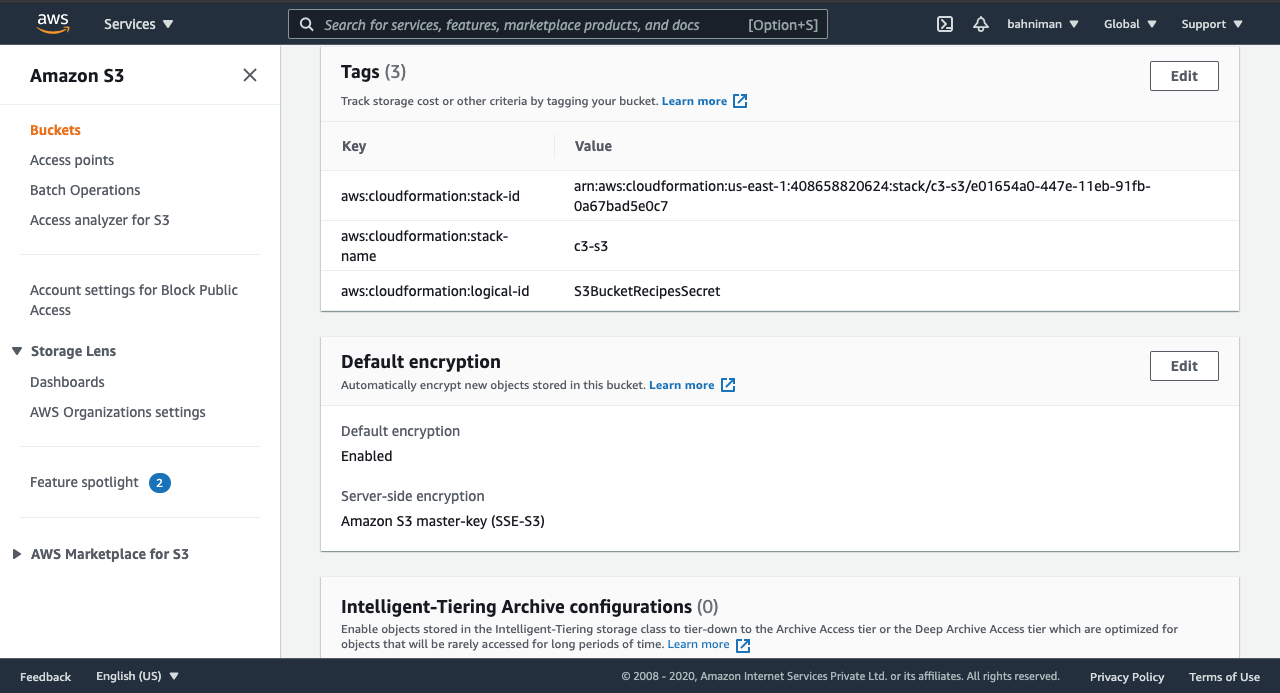 aws
Services
Search for services, features, marketplace products, and docs [Option+S]
bahniman
Global
Support
Amazon S3
Buckets
Access points
Batch Operations
Access analyzer for S3
Account settings for Block Public
Access
Storage Lens
Dashboards
AWS Organizations settings
Feature spotlight 2
AWS Marketplace for S3
Tags (3)
Edit
Track storage cost or other criteria by tagging your bucket. Learn more
Key Value
aws:cloudformation:stack-id
arn:aws:cloudformation:us-east-1:408658820624:stack/c3-s3/e01654a0-447e-11eb-91fb-
0a67bad5e0c7
aws:cloudformation:stack-
name
c3-s3
aws:cloudformation:logical-id
S3BucketRecipesSecret
Default encryption
Edit
Automatically encrypt new objects stored in this bucket. Learn more
Default encryption
Enabled
Server-side encryption
Amazon S3 master-key (SSE-S3)
Intelligent-Tiering Archive configurations (0)
Enable objects stored in the Intelligent-Tiering storage class to tier-down to the Archive Access tier or the Deep Archive Access tier which are optimized for
objects that will be rarely accessed for long periods of time. Learn more
Feedback
English (US)
© 2008 - 2020, Amazon Internet Services Private Ltd. or its affiliates. All rights reserved.
Privacy Policy
Terms of Use